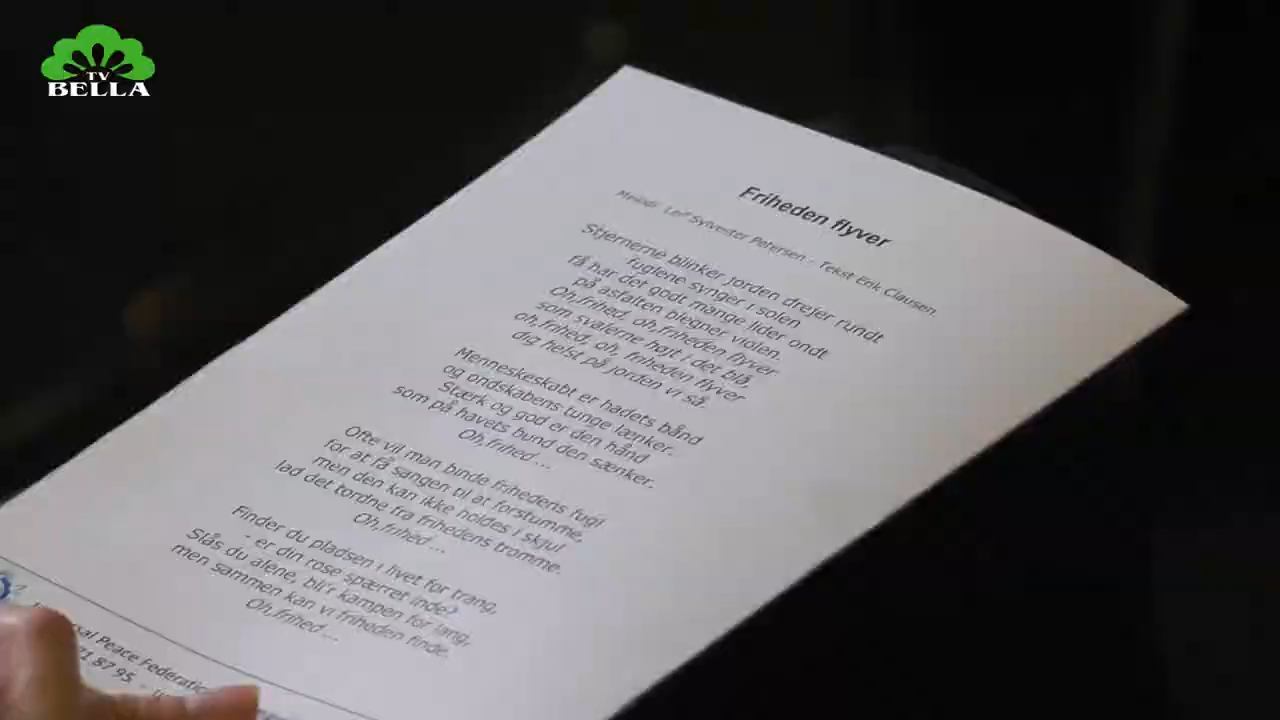 TV
BELLA
Friheden flyver
Melodi: Leif Sylvester Petersen - Tekst Erik Clausen
Stjernerne blinker jorden drejer rundt
fuglene synger i solen
få har det godt mange lider ondt
på asfalten blegner violen.
Oh, frihed, oh, friheden flyver
som svalerne højt i det blå,
oh, frihed, oh, friheden flyver
dig helst på jorden vi så.
Menneskeskabt er hadets bånd
og ondskabens tunge lænker.
Stærk og god er den hånd
som på havets bund den sænker.
Oh, frihed ...
Ofte vil man binde frihedens fugl
for at få sangen til at forstumme,
men den kan ikke holdes i skjul
lad det tordne fra frihedens tromme.
Oh, frihed ...
Finder du pladsen i livet for trang,
- er din rose spærret inde?
Slås du alene, bli'r kampen for lang,
men sammen kan vi friheden finde.
Oh, frihed ...
Peace
71 87 95 -